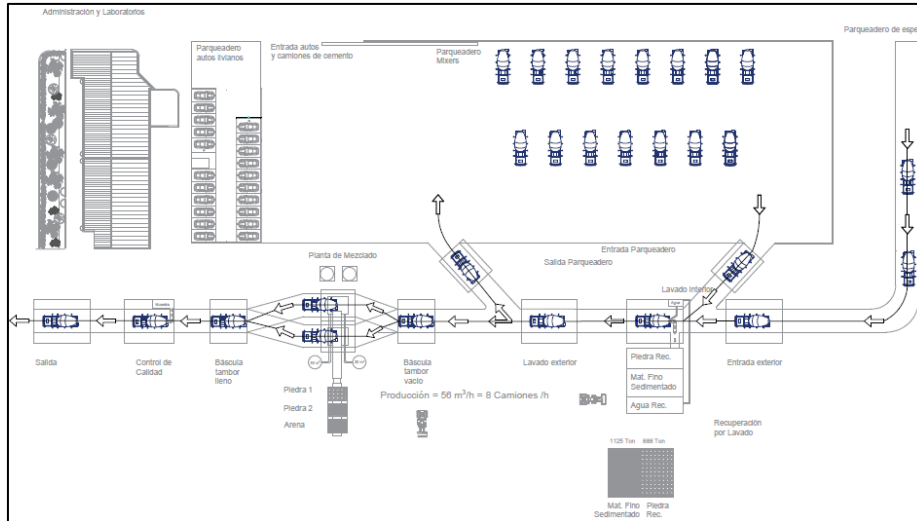 Administración y Laboratorios
Parqueadero
autos livianos
Entrada autos
y camiones de cemento
Parqueadero
Mixers
Parqueadero de espe
Planta de Mezclado
Entrada Parqueadero
Salida Parqueadero
Lavado Interior
Agua
Salida
Control de
Calidad
Báscula
tambor
lleno
Báscula
tambor
vacío
Lavado exterior
Entrada exterior
Piedra Rec.
Mat. Fino
Sedimentado
Agua Rec.
Piedra 1
Piedra 2
Arena
Producción = 56 m³/h = 8 Camiones /h
Recuperación
por Lavado
1125 Ton
Mat. Fino
Sedimentado
Piedra
Rec.